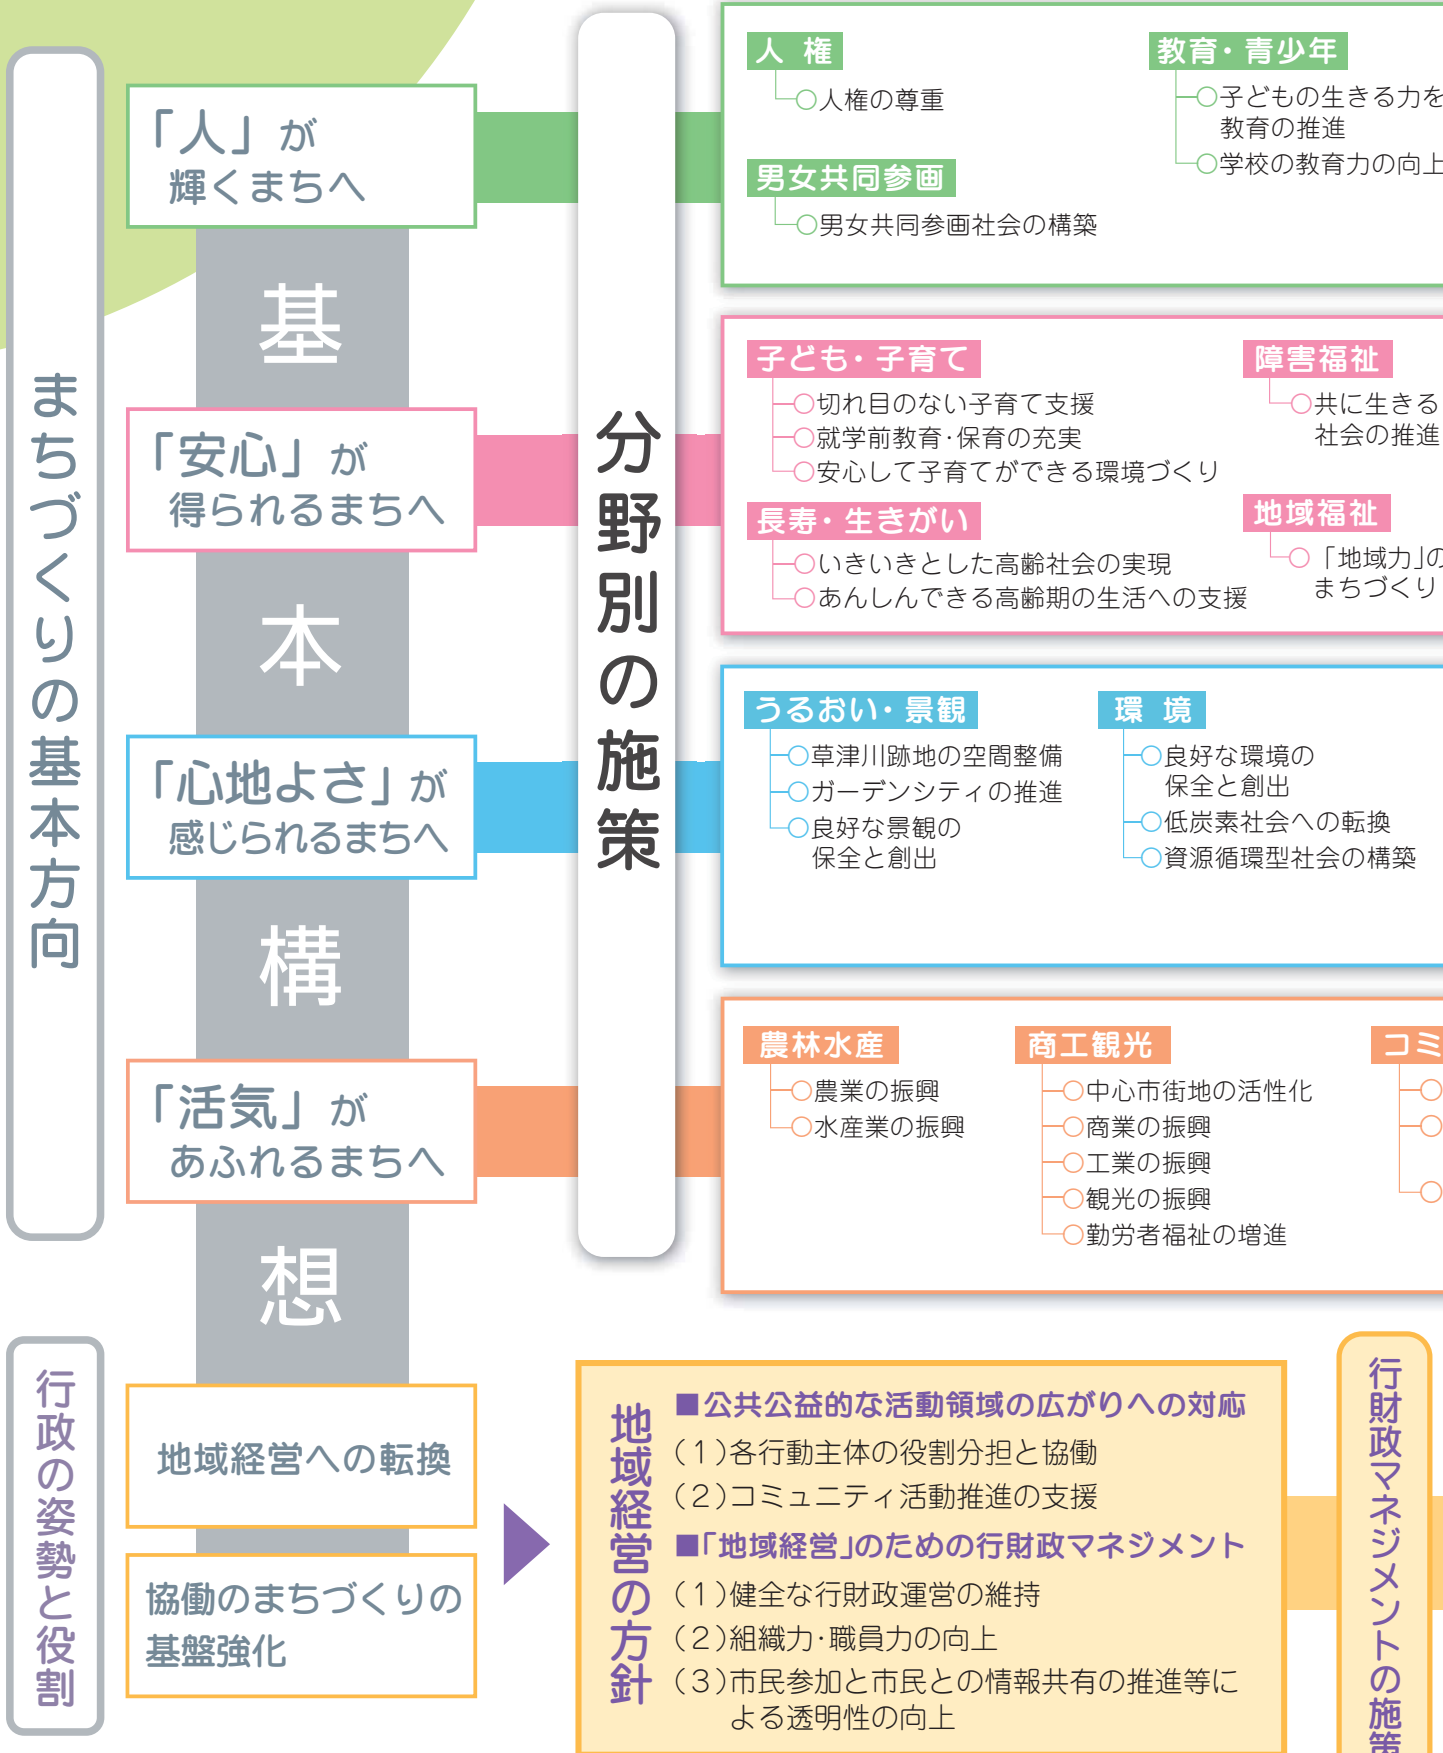 まちづくりの基本方向
行政の姿勢と役割
基本構想
「人」が
輝くまちへ
「安心」が
得られるまちへ
「心地よさ」が
感じられるまちへ
「活気」が
あふれるまちへ
地域経営への転換
協働のまちづくりの
基盤強化
分野別の施策
人 権
○人権の尊重
男女共同参画
○男女共同参画社会の構築
教育・青少年
○子どもの生きる力を
教育の推進
○学校の教育力の向上
子ども・子育て
○切れ目のない子育て支援
○就学前教育・保育の充実
○安心して子育てができる環境づくり
長寿・生きがい
○いきいきとした高齢社会の実現
○あんしんできる高齢期の生活への支援
障害福祉
○共に生きる
社会の推進
地域福祉
○「地域力」の
まちづくり
うるおい・景観
○草津川跡地の空間整備
○ガーデンシティの推進
○良好な景観の
保全と創出
環 境
○良好な環境の
保全と創出
○低炭素社会への転換
○資源循環型社会の構築
農林水産
○農業の振興
○水産業の振興
商工観光
○中心市街地の活性化
○商業の振興
○工業の振興
○観光の振興
○勤労者福祉の増進
コミ
地域経営の方針
■公共公益的な活動領域の広がりへの対応
(1)各行動主体の役割分担と協働
(2)コミュニティ活動推進の支援
■「地域経営」のための行財政マネジメント
(1)健全な行財政運営の維持
(2)組織力・職員力の向上
(3)市民参加と市民との情報共有の推進等に
よる透明性の向上
行財政マネジメントの施策